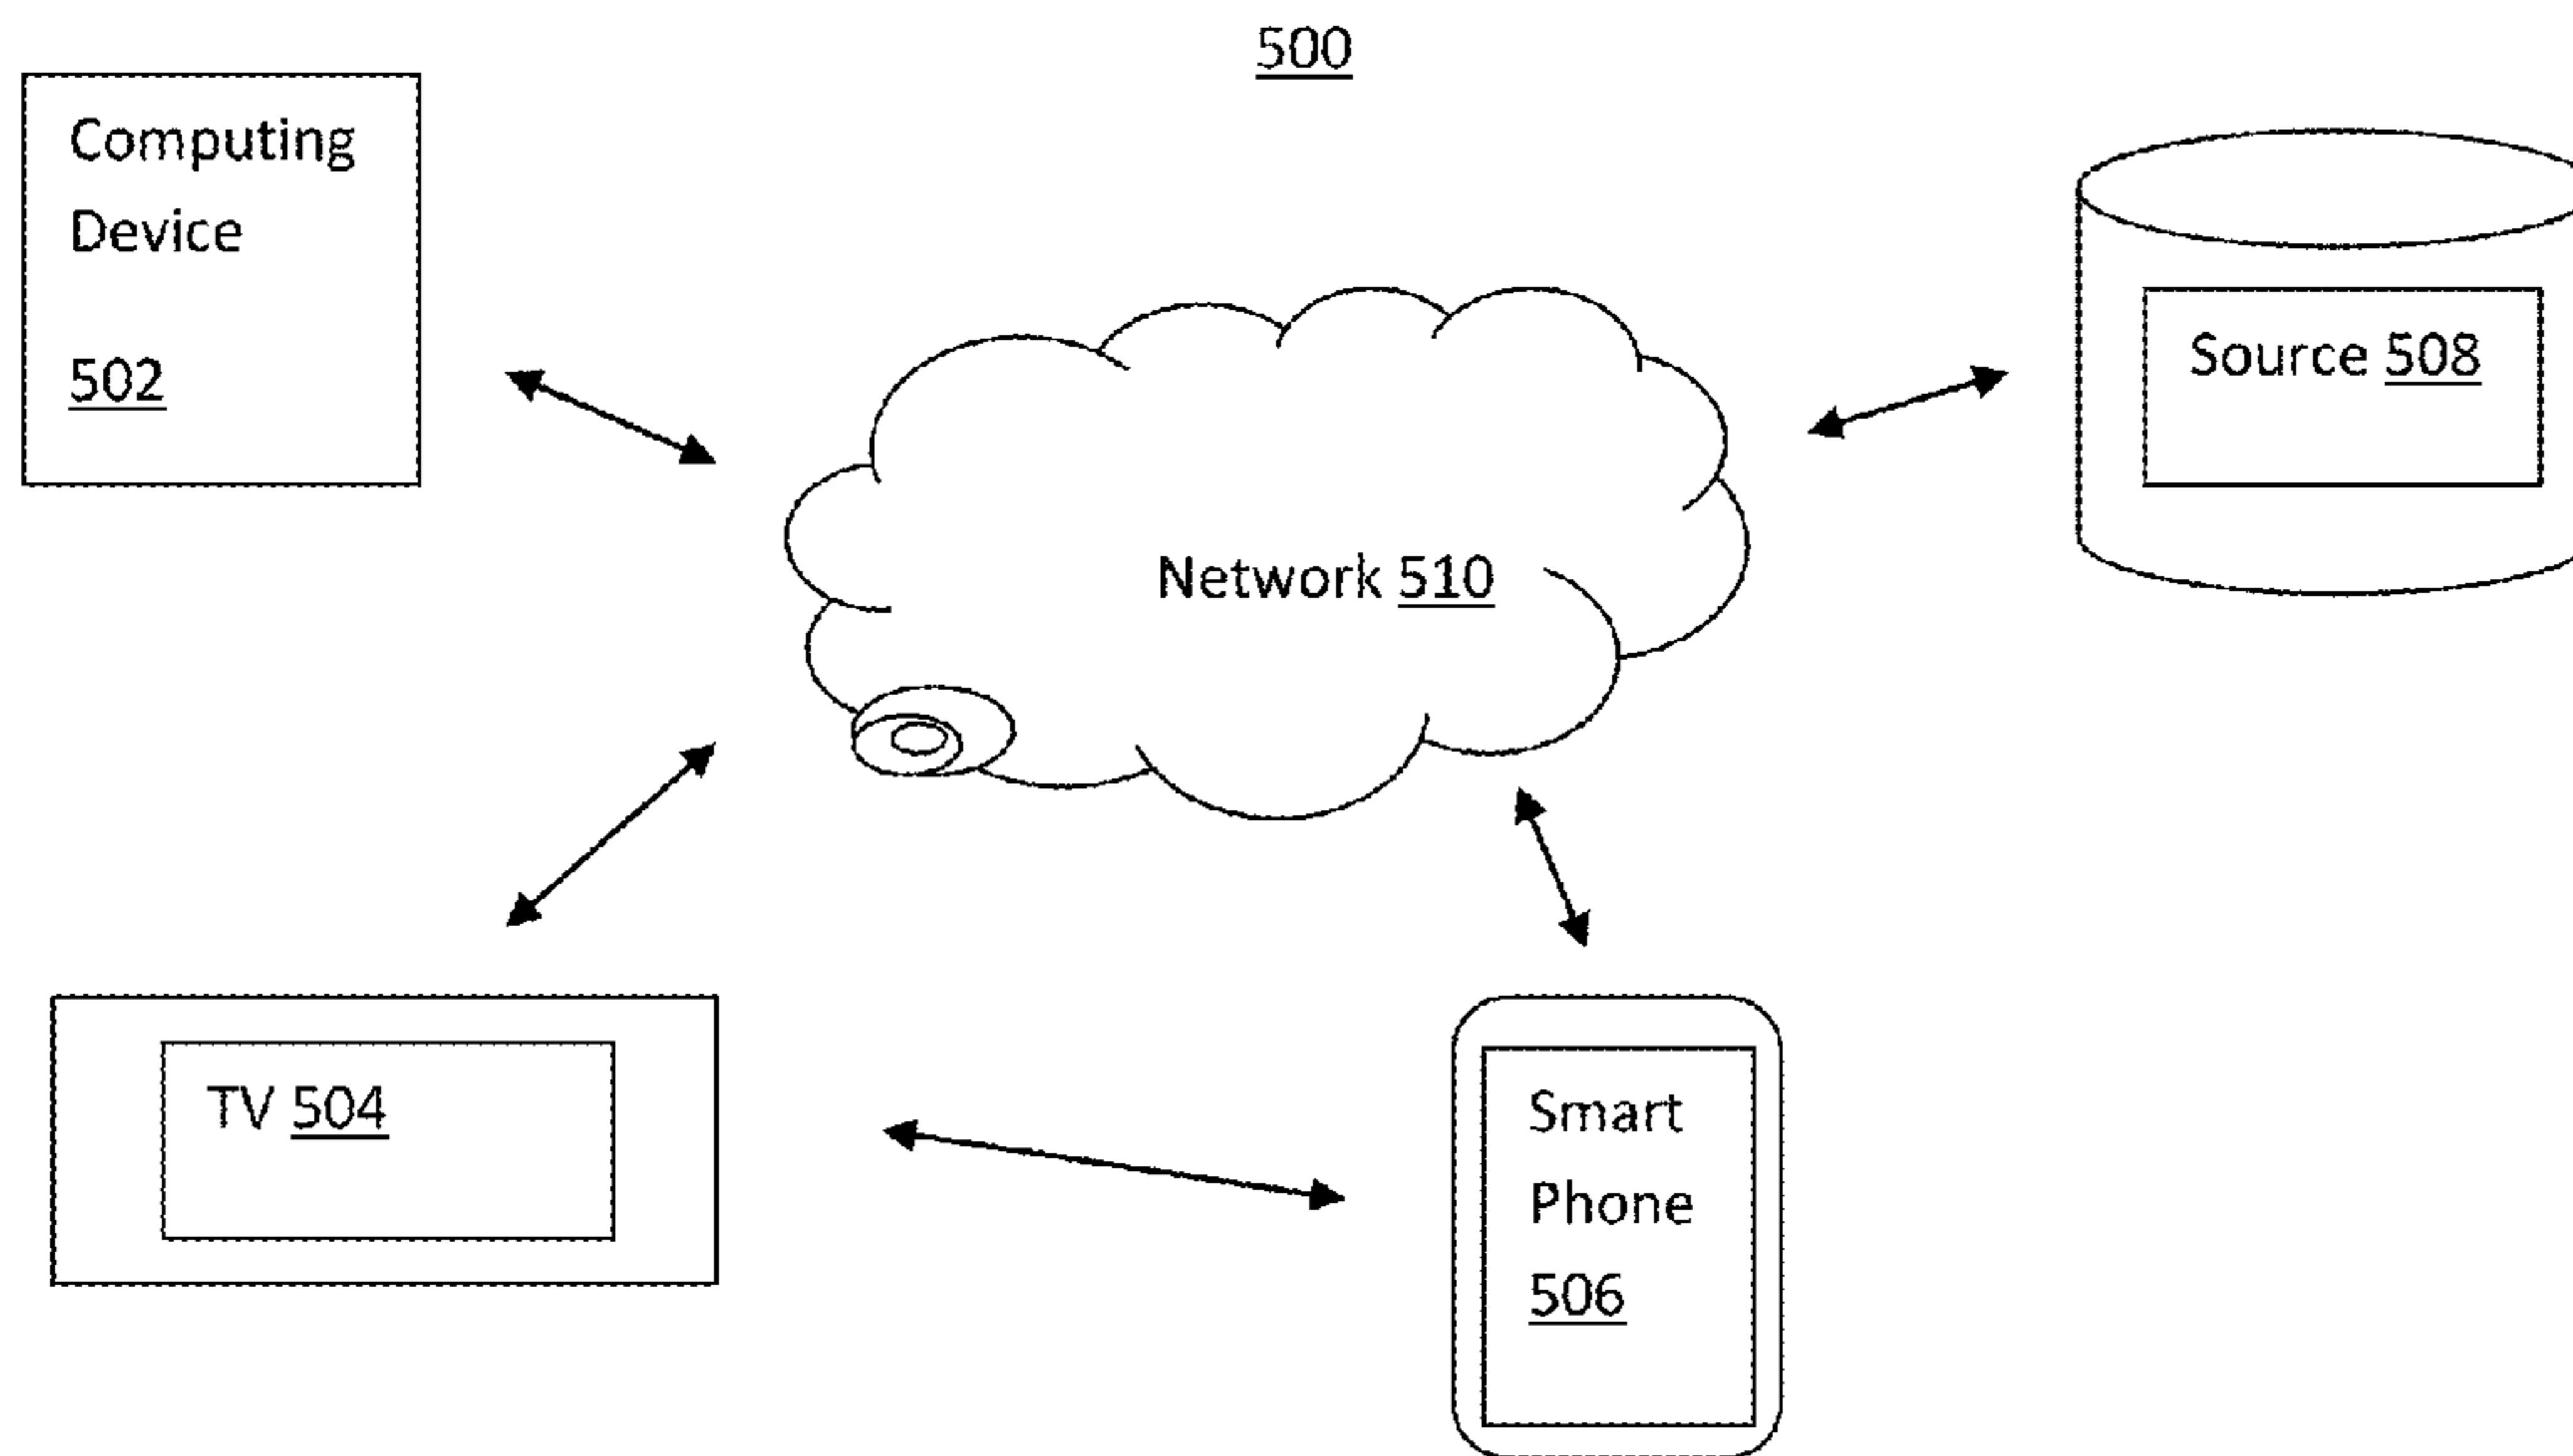 500
Computing
Device
502
Source 508
Network 510
TV 504
Smart
Phone
506